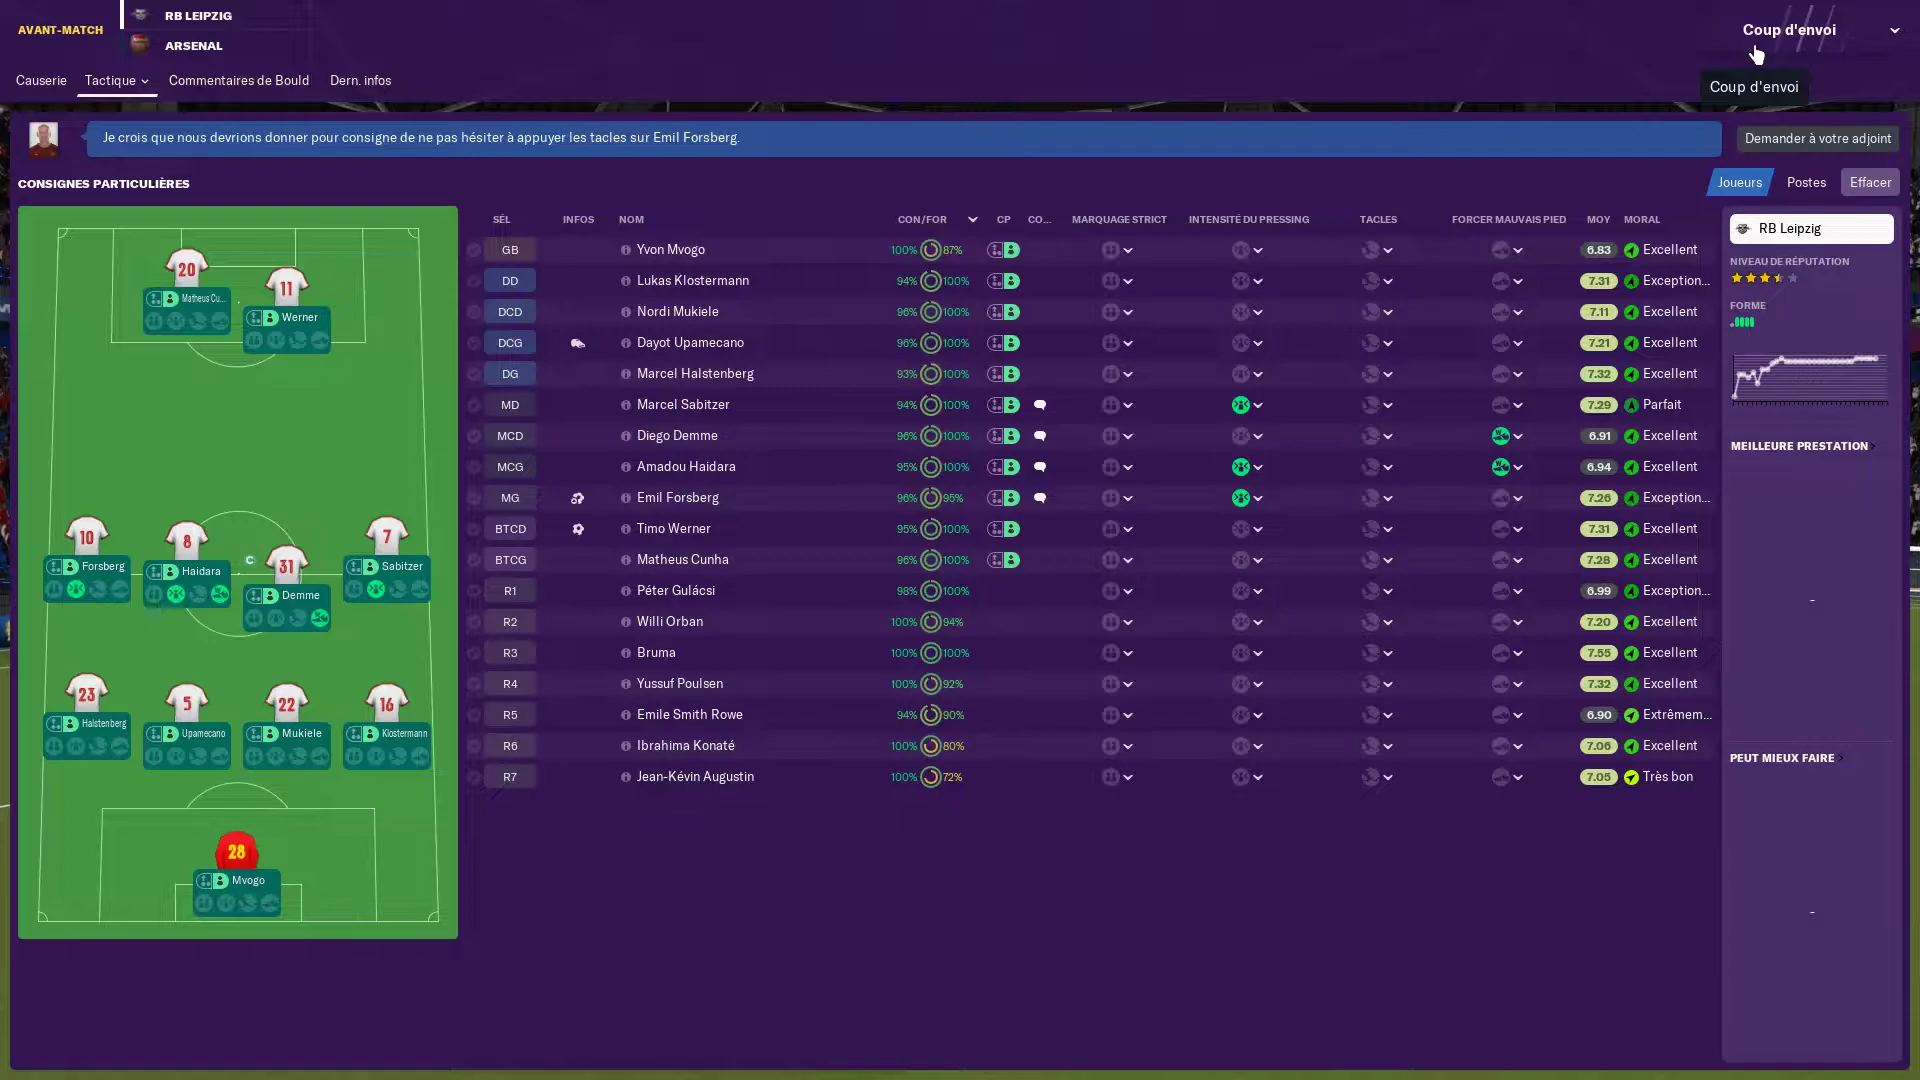 AVANT-MATCH
RB LEIPZIG
ARSENAL
Coup d'envoi
Causerie Tactique Commentaires de Bould Dern. infos
Coup d'envoi
Je crois que nous devrions donner pour consigne de ne pas hésiter à appuyer les tacles sur Emil Forsberg.
Demander à votre adjoint
CONSIGNES PARTICULIÈRES
Joueurs Postes Effacer
SÉL INFOS NOM CON/FOR CP CO... MARQUAGE STRICT INTENSITÉ DU PRESSING TACLES FORCER MAUVAIS PIED MOY MORAL
GB Yvon Mvogo 100% 87% 6.83 Excellent
DD Lukas Klostermann 94% 100% 7.31 Exception...
DCD Nordi Mukiele 96% 100% 7.11 Excellent
DCG Dayot Upamecano 96% 100% 7.21 Excellent
DG Marcel Halstenberg 93% 100% 7.32 Excellent
MD Marcel Sabitzer 94% 100% 7.29 Parfait
MCD Diego Demme 96% 100% 6.91 Excellent
MCG Amadou Haidara 95% 100% 6.94 Excellent
MG Emil Forsberg 96% 95% 7.26 Exception...
BTCD Timo Werner 95% 100% 7.31 Excellent
BTCG Matheus Cunha 96% 100% 7.28 Excellent
R1 Péter Gulácsi 98% 100% 6.99 Exception...
R2 Willi Orban 100% 94% 7.20 Excellent
R3 Bruma 100% 100% 7.55 Excellent
R4 Yussuf Poulsen 100% 92% 7.32 Excellent
R5 Emile Smith Rowe 94% 90% 6.90 Extrêmem...
R6 Ibrahima Konaté 100% 80% 7.06 Excellent
R7 Jean-Kévin Augustin 100% 72% 7.05 Très bon
20
Matheus Cu...
11
Werner
10
Forsberg
8
Haidara
C
31
Demme
7
Sabitzer
23
Halstenberg
5
Upamecano
22
Mukiele
16
Klostermann
28
Mvogo
RB Leipzig
NIVEAU DE RÉPUTATION
FORME
MEILLEURE PRESTATION
-
PEUT MIEUX FAIRE
-